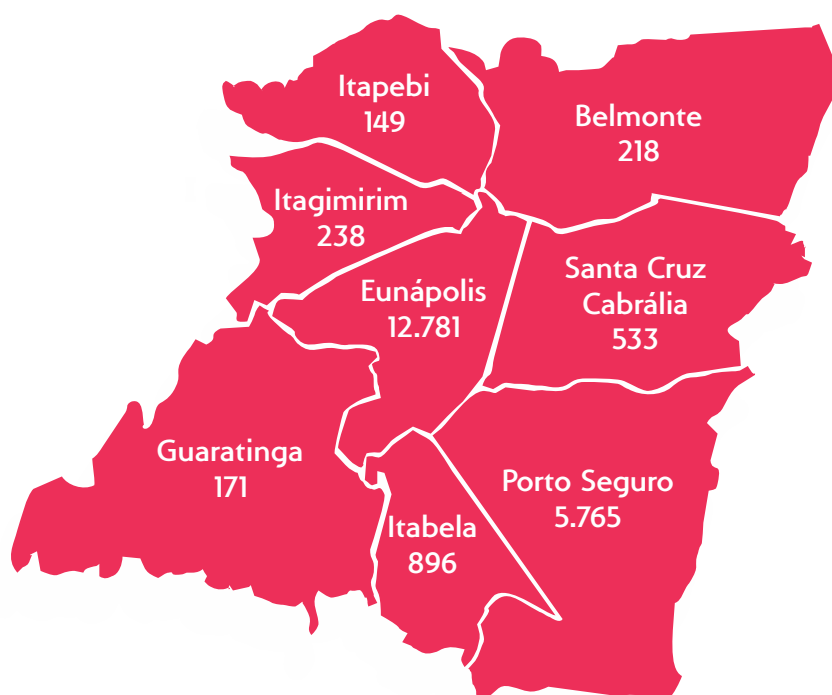 Itapebi
149
Belmonte
218
Itagimirim
238
Eunápolis
12.781
Santa Cruz
Cabrália
533
Guaratinga
171
Porto Seguro
5.765
Itabela
896